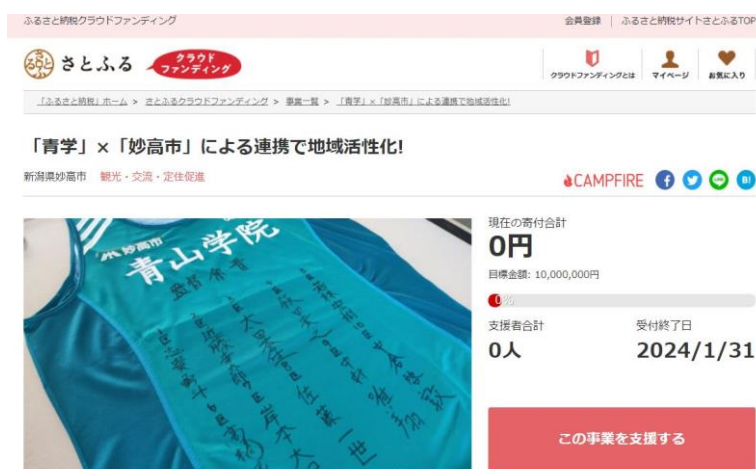 ふるさと納税クラウドファンディング
会員登録 | ふるさと納税サイトさとふるTOP
さとふる クラウドファンディング
クラウドファンディングとは マイページ お気に入り
「ふるさと納税」ホーム > さとふるクラウドファンディング > 事業一覧 > 「青学」×「妙高市」による連携で地域活性化!
「青学」×「妙高市」による連携で地域活性化!
新潟県妙高市 観光・交流・定住促進
CAMPFIRE
B!
現在の寄付合計
0円
目標金額: 10,000,000円
0%
支援者合計 受付終了日
0人 2024/1/31
この事業を支援する
妙高市
青山学院
佐藤一世
岸本大